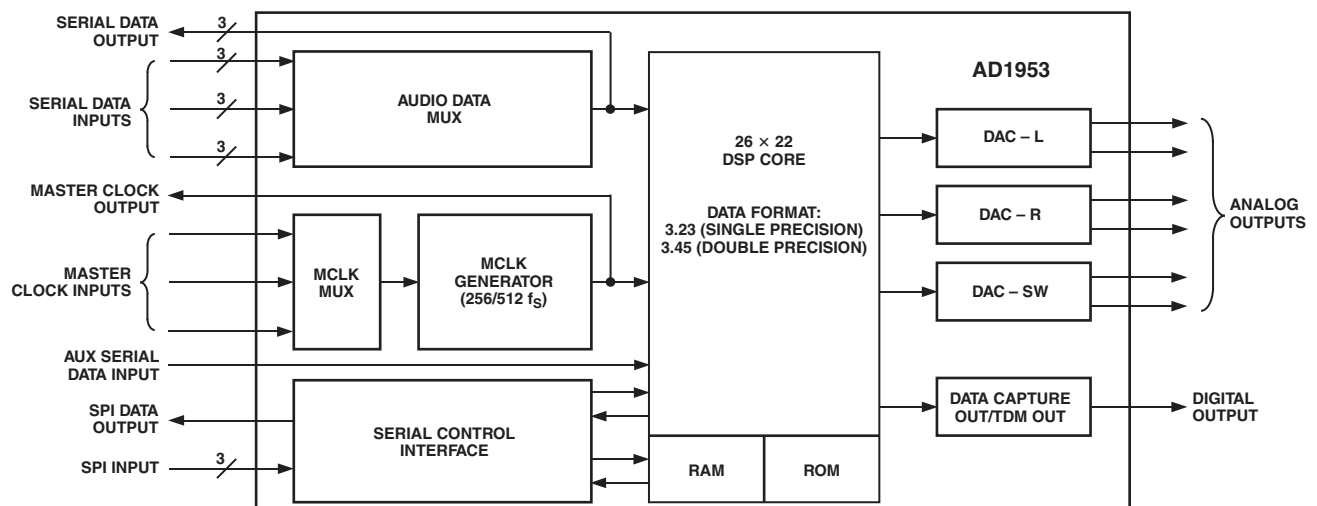 SERIAL DATA
OUTPUT
3
3
SERIAL DATA
INPUTS
3
3
AUDIO DATA
MUX
MASTER CLOCK
OUTPUT
MASTER
CLOCK INPUTS
MCLK
MUX
MCLK
GENERATOR
(256/512 fS)
AUX SERIAL
DATA INPUT
SPI DATA
OUTPUT
SPI INPUT
3
SERIAL CONTROL
INTERFACE
26 × 22
DSP CORE
DATA FORMAT:
3.23 (SINGLE PRECISION)
3.45 (DOUBLE PRECISION)
RAM
ROM
AD1953
DAC – L
DAC – R
DAC – SW
ANALOG
OUTPUTS
DATA CAPTURE
OUT/TDM OUT
DIGITAL
OUTPUT